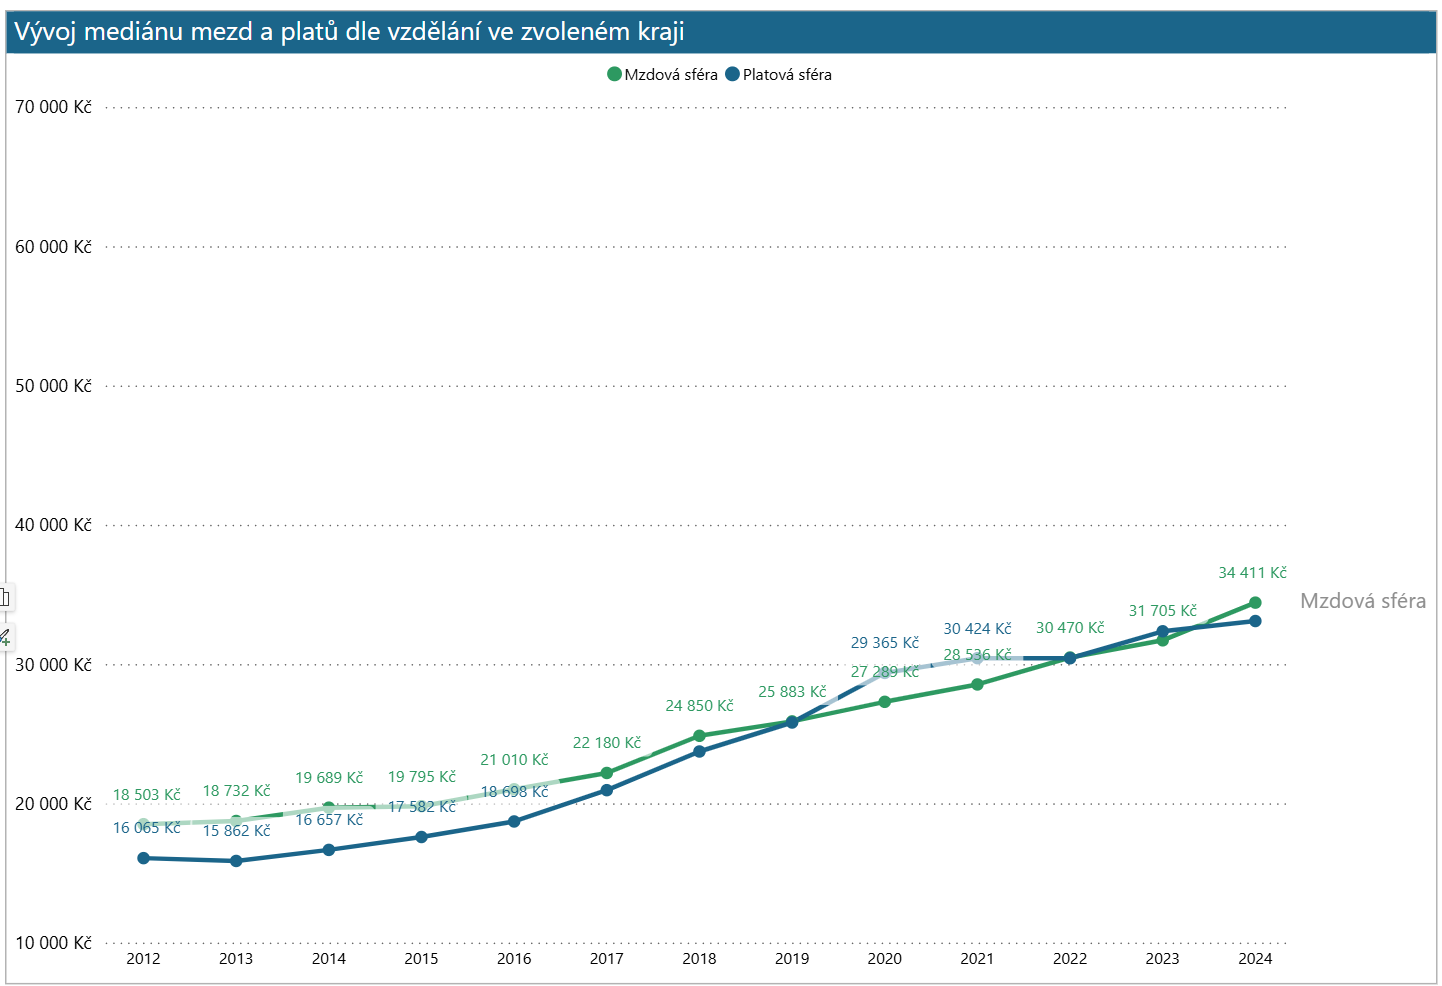 Vývoj mediánu mezd a platů dle vzdělání ve zvoleném kraji
Mzdová sféra Platová sféra
70 000 Kč
60 000 Kč
50 000 Kč
40 000 Kč
34 411 Kč
Mzdová sféra
31 705 Kč
30 470 Kč
30 424 Kč
29 365 Kč
28 536 Kč
30 000 Kč
27 289 Kč
25 883 Kč
24 850 Kč
22 180 Kč
21 010 Kč
19 795 Kč
19 689 Kč
18 732 Kč
18 503 Kč
20 000 Kč
18 698 Kč
17 582 Kč
16 657 Kč
15 862 Kč
16 065 Kč
10 000 Kč
2012 2013 2014 2015 2016 2017 2018 2019 2020 2021 2022 2023 2024